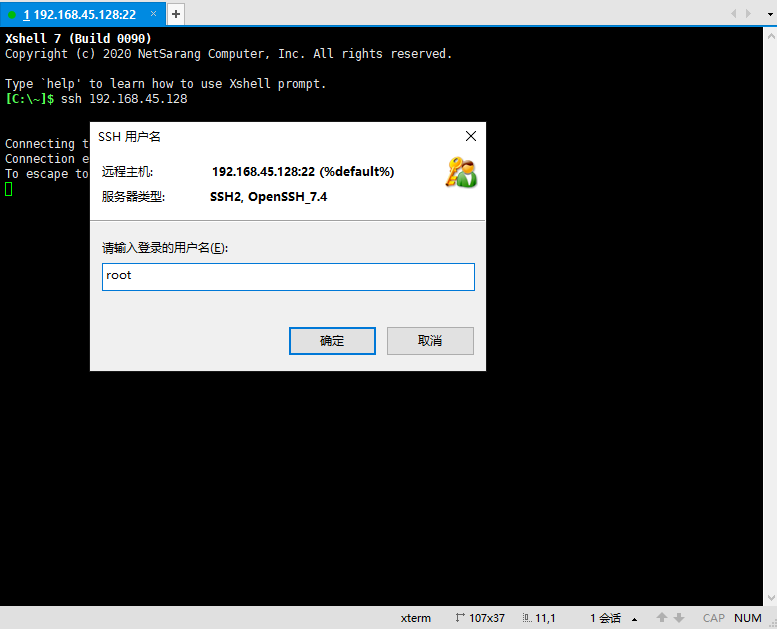 1 192.168.45.128:22 × +
Xshell 7 (Build 0090)
Copyright (c) 2020 NetSarang Computer, Inc. All rights reserved.
Type `help' to learn how to use Xshell prompt.
[C:\~]$ ssh 192.168.45.128
Connecting t
Connection e
To escape to
SSH 用户名
远程主机: 192.168.45.128:22 (%default%)
服务器类型: SSH2, OpenSSH_7.4
请输入登录的用户名(E):
root
确定 取消
xterm 107x37 11,1 1 会话 CAP NUM